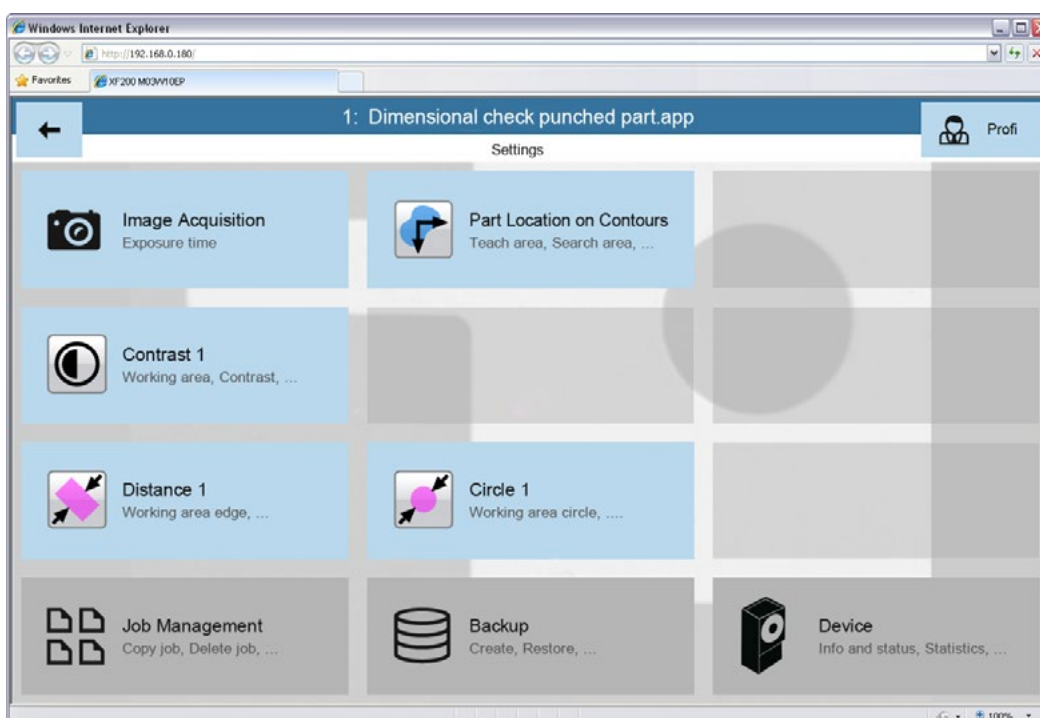 Windows Internet Explorer
http://192.168.0.180/
Favorites
XF200 M03W10EP
1: Dimensional check punched part.app
Profi
Settings
Image Acquisition
Exposure time
Part Location on Contours
Teach area, Search area, ...
Contrast 1
Working area, Contrast, ...
Distance 1
Working area edge, ...
Circle 1
Working area circle, ....
Job Management
Copy job, Delete job, ...
Backup
Create, Restore, ...
Device
Info and status, Statistics, ...
100%